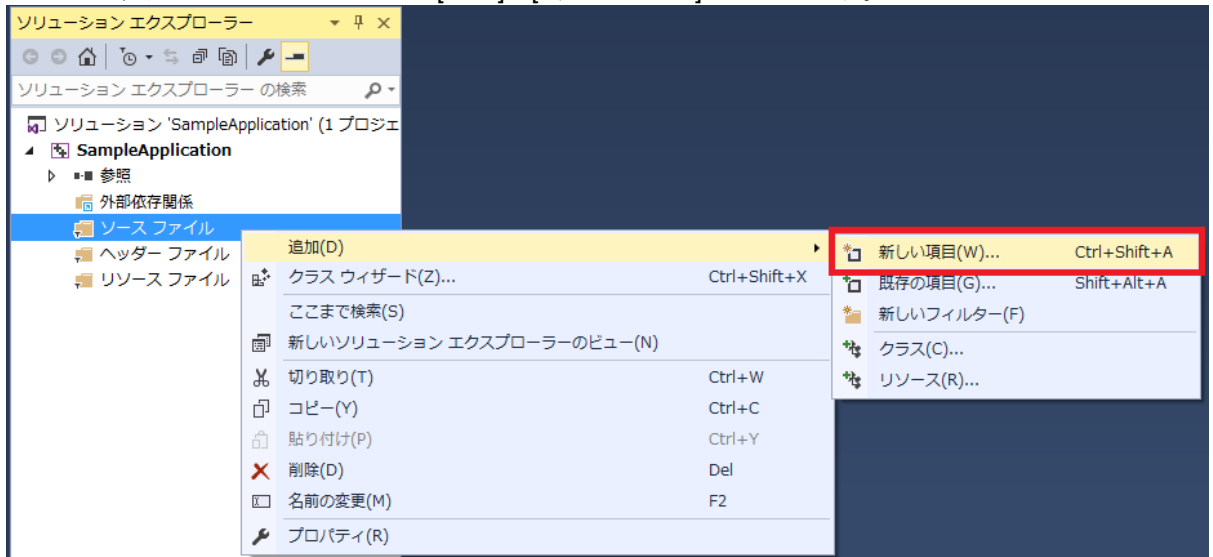 ソリューション エクスプローラー
ソリューション エクスプローラー の検索
ソリューション 'SampleApplication' (1 プロジェ
SampleApplication
参照
外部依存関係
ソース ファイル
ヘッダー ファイル
リソース ファイル
追加(D)
クラス ウィザード(Z)... Ctrl+Shift+X
ここまで検索(S)
新しいソリューション エクスプローラーのビュー(N)
切り取り(T) Ctrl+W
コピー(Y) Ctrl+C
貼り付け(P) Ctrl+Y
削除(D) Del
名前の変更(M) F2
プロパティ(R)
新しい項目(W)... Ctrl+Shift+A
既存の項目(G)... Shift+Alt+A
新しいフィルター(F)
クラス(C)...
リソース(R)...